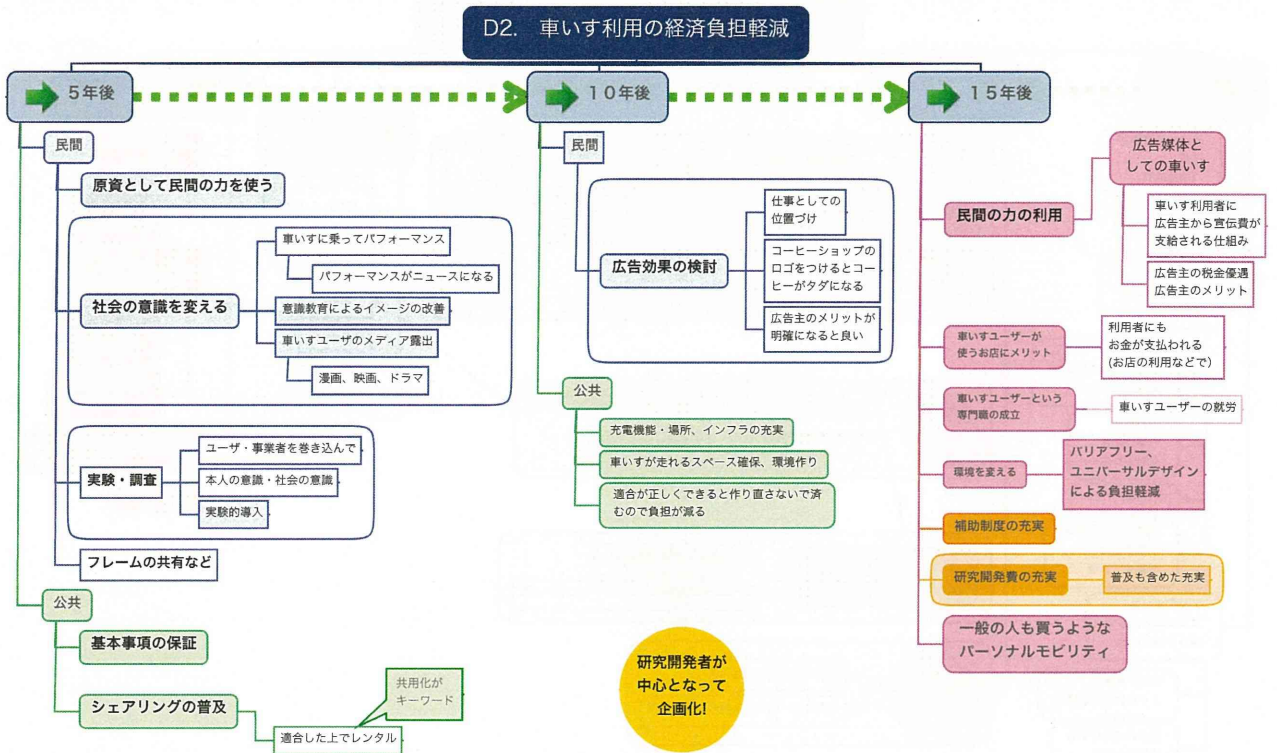 D2. 車いす利用の経済負担軽減
5年後
民間
原資として民間の力を使う
社会の意識を変える
車いすに乗ってパフォーマンス
パフォーマンスがニュースになる
意識教育によるイメージの改善
車いすユーザのメディア露出
漫画、映画、ドラマ
実験・調査
ユーザ・事業者を巻き込んで
本人の意識・社会の意識
実験的導入
フレームの共有など
公共
基本事項の保証
シェアリングの普及
共用化が
キーワード
適合した上でレンタル
10年後
民間
広告効果の検討
仕事としての
位置づけ
コーヒーショップの
ロゴをつけるとコー
ヒーがタダになる
広告主のメリットが
明確になると良い
公共
充電機能・場所、インフラの充実
車いすが走れるスペース確保、環境作り
適合が正しくできると作り直さないで済
むので負担が減る
15年後
民間の力の利用
広告媒体と
しての車いす
車いす利用者に
広告主から宣伝費が
支給される仕組み
広告主の税金優遇
広告主のメリット
車いすユーザーが
使うお店にメリット
利用者にも
お金が支払われる
(お店の利用などで)
車いすユーザーという
専門職の成立
車いすユーザーの就労
環境を変える
バリアフリー、
ユニバーサルデザイン
による負担軽減
補助制度の充実
研究開発費の充実
普及も含めた充実
一般の人も買うような
パーソナルモビリティ
研究開発者が
中心となって
企画化!